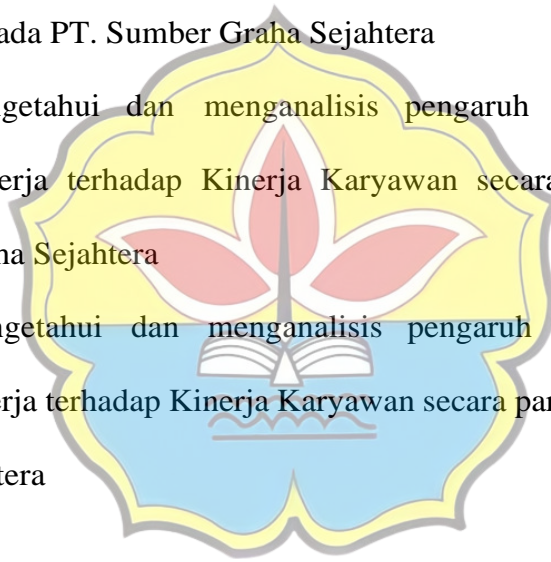 ada PT. Sumber Graha Sejahtera
ngetahui dan menganalisis pengaruh
erja terhadap Kinerja Karyawan secara
na Sejahtera
ngetahui dan menganalisis pengaruh
erja terhadap Kinerja Karyawan secara par
tera